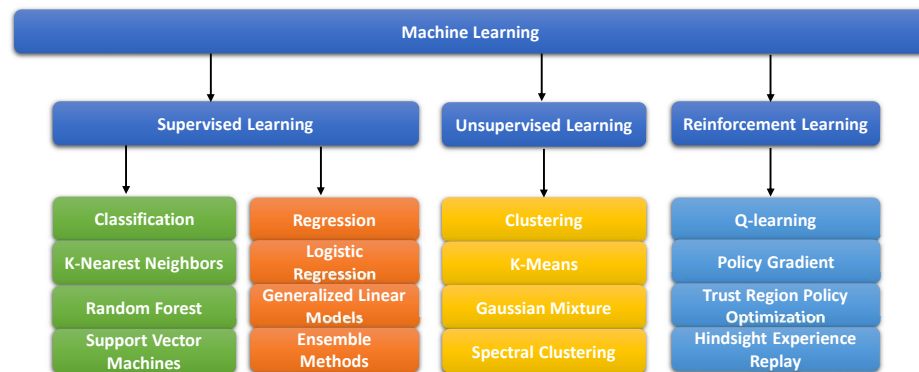 Machine Learning
Supervised Learning
Unsupervised Learning
Reinforcement Learning
Classification
K-Nearest Neighbors
Random Forest
Support Vector
Machines
Regression
Logistic
Regression
Generalized Linear
Models
Ensemble
Methods
Clustering
K-Means
Gaussian Mixture
Spectral Clustering
Q-learning
Policy Gradient
Trust Region Policy
Optimization
Hindsight Experience
Replay